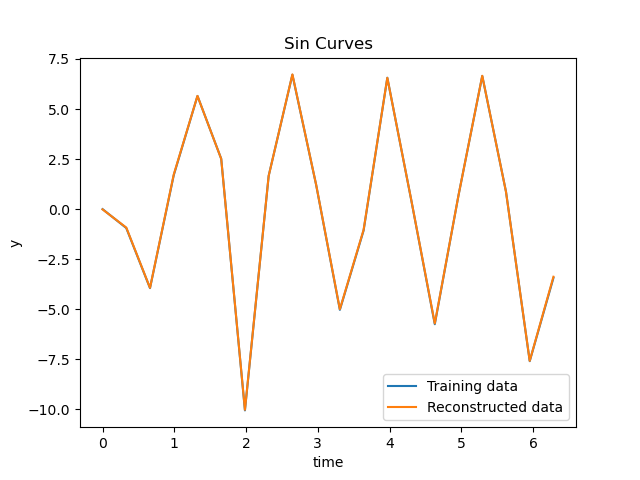 Sin Curves
7.5
5.0
2.5
0.0
−2.5
−5.0
−7.5
−10.0
y
0 1 2 3 4 5 6
time
Training data
Reconstructed data